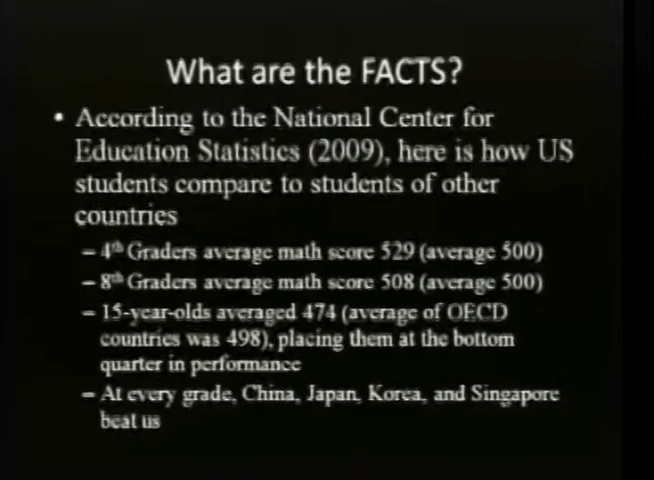 What are the FACTS?
• According to the National Center for
Education Statistics (2009), here is how US
students compare to students of other
countries
– 4th Graders average math score 529 (average 500)
– 8th Graders average math score 508 (average 500)
– 15-year-olds averaged 474 (average of OECD
countries was 498), placing them at the bottom
quarter in performance
– At every grade, China, Japan, Korea, and Singapore
beat us